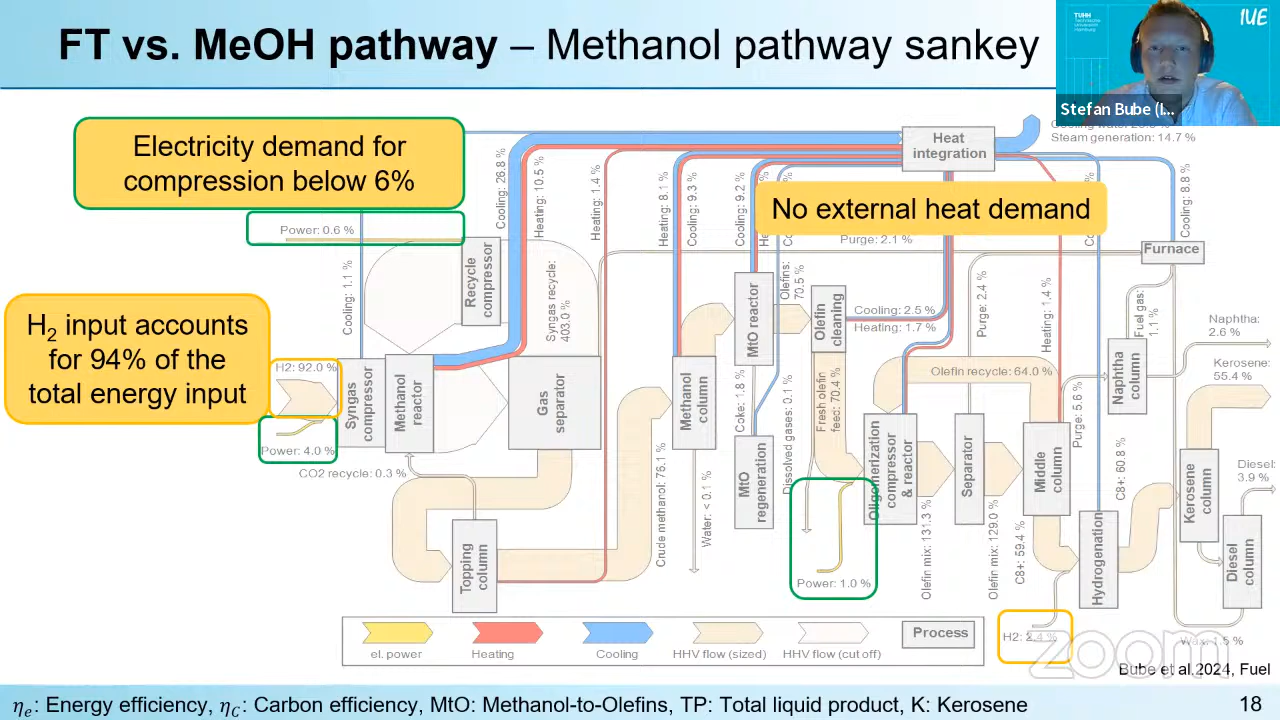 FT vs. MeOH pathway – Methanol pathway sankey
TUHH
Technische
Universität
Hamburg
IUE
Stefan Bube (I...
Electricity demand for
compression below 6%
Heat
integration
Steam generation: 14.7 %
No external heat demand
Power: 0.6 %
Cooling: 1.1 %
Recycle
compressor
Cooling: 26.8 %
Heating: 10.5 %
Syngas recycle:
403.0 %
Heating: 1.4 %
Heating: 8.1 %
Cooling: 9.3 %
Cooling: 9.2 %
Olefins:
70.5 %
Purge: 2.1 %
Cooling: 8.8 %
Furnace
H2 input accounts
for 94% of the
total energy input
H2: 92.0 %
Power: 4.0 %
CO2 recycle: 0.3 %
Syngas
compressor
Methanol
reactor
Gas
separator
Topping
column
Crude methanol: 76.1 %
Methanol
column
Water: < 0.1 %
MtO reactor
Coke: 1.8 %
MtO
regeneration
Dissolved gases: 0.1 %
Olefin
cleaning
Fresh olefin
feed: 70.4 %
Cooling: 2.5 %
Heating: 1.7 %
Power: 1.0 %
Oligomerization
compressor
& reactor
Olefin recycle: 64.0 %
Olefin mix: 131.3 %
Separator
Purge: 2.4 %
Olefin mix: 129.0 %
Heating: 1.4 %
Middle
column
C8+: 59.4 %
Purge: 5.6 %
Hydrogenation
H2: 2.4 %
Fuel gas:
1.1 %
Naphtha
column
C8+: 60.8 %
Naphtha:
2.6 %
Kerosene:
55.4 %
Kerosene
column
Diesel:
3.9 %
Diesel
column
el. power
Heating
Cooling
HHV flow (sized)
HHV flow (cut off)
Process
zoom
Bube et al.2024, Fuel
ηe: Energy efficiency, ηC: Carbon efficiency, MtO: Methanol-to-Olefins, TP: Total liquid product, K: Kerosene
18